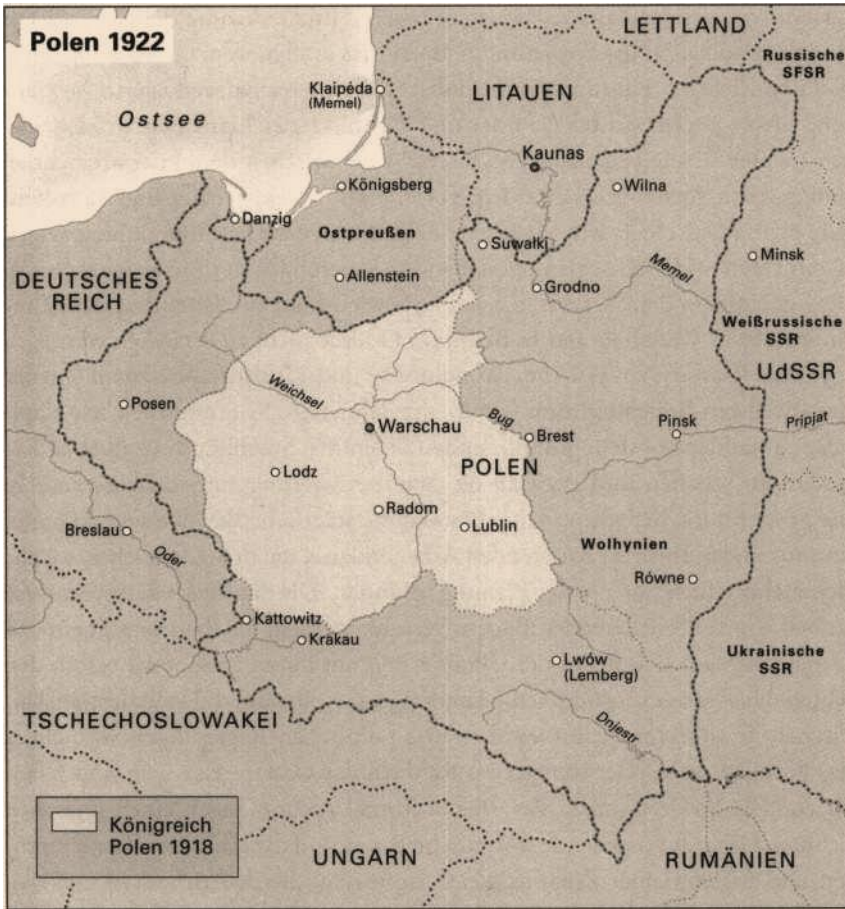 Polen 1922
LETTLAND
Russische
SFSR
Klaipéda
(Memel)
LITAUEN
Ostsee
Kaunas
Wilna
Königsberg
Danzig
Ostpreußen
Suwałki
Minsk
DEUTSCHES
REICH
Allenstein
Grodno
Memel
Weißrussische
SSR
UdSSR
Weichsel
Posen
Bug
Warschau
Brest
Pinsk
Pripjat
POLEN
Lodz
Radom
Lublin
Breslau
Oder
Wolhynien
Równe
Kattowitz
Krakau
Lwów
(Lemberg)
Ukrainische
SSR
TSCHECHOSLOWAKEI
Dnjestr
Königreich
Polen 1918
UNGARN
RUMÄNIEN